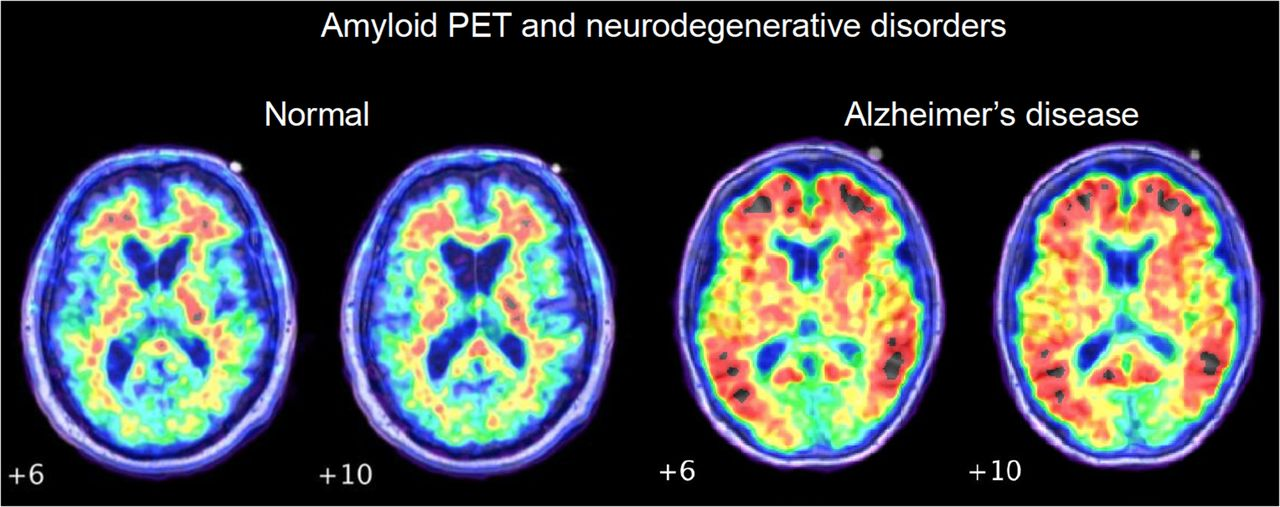 Amyloid PET and neurodegenerative disorders
Normal
Alzheimer’s disease
+6
+10
+6
+10